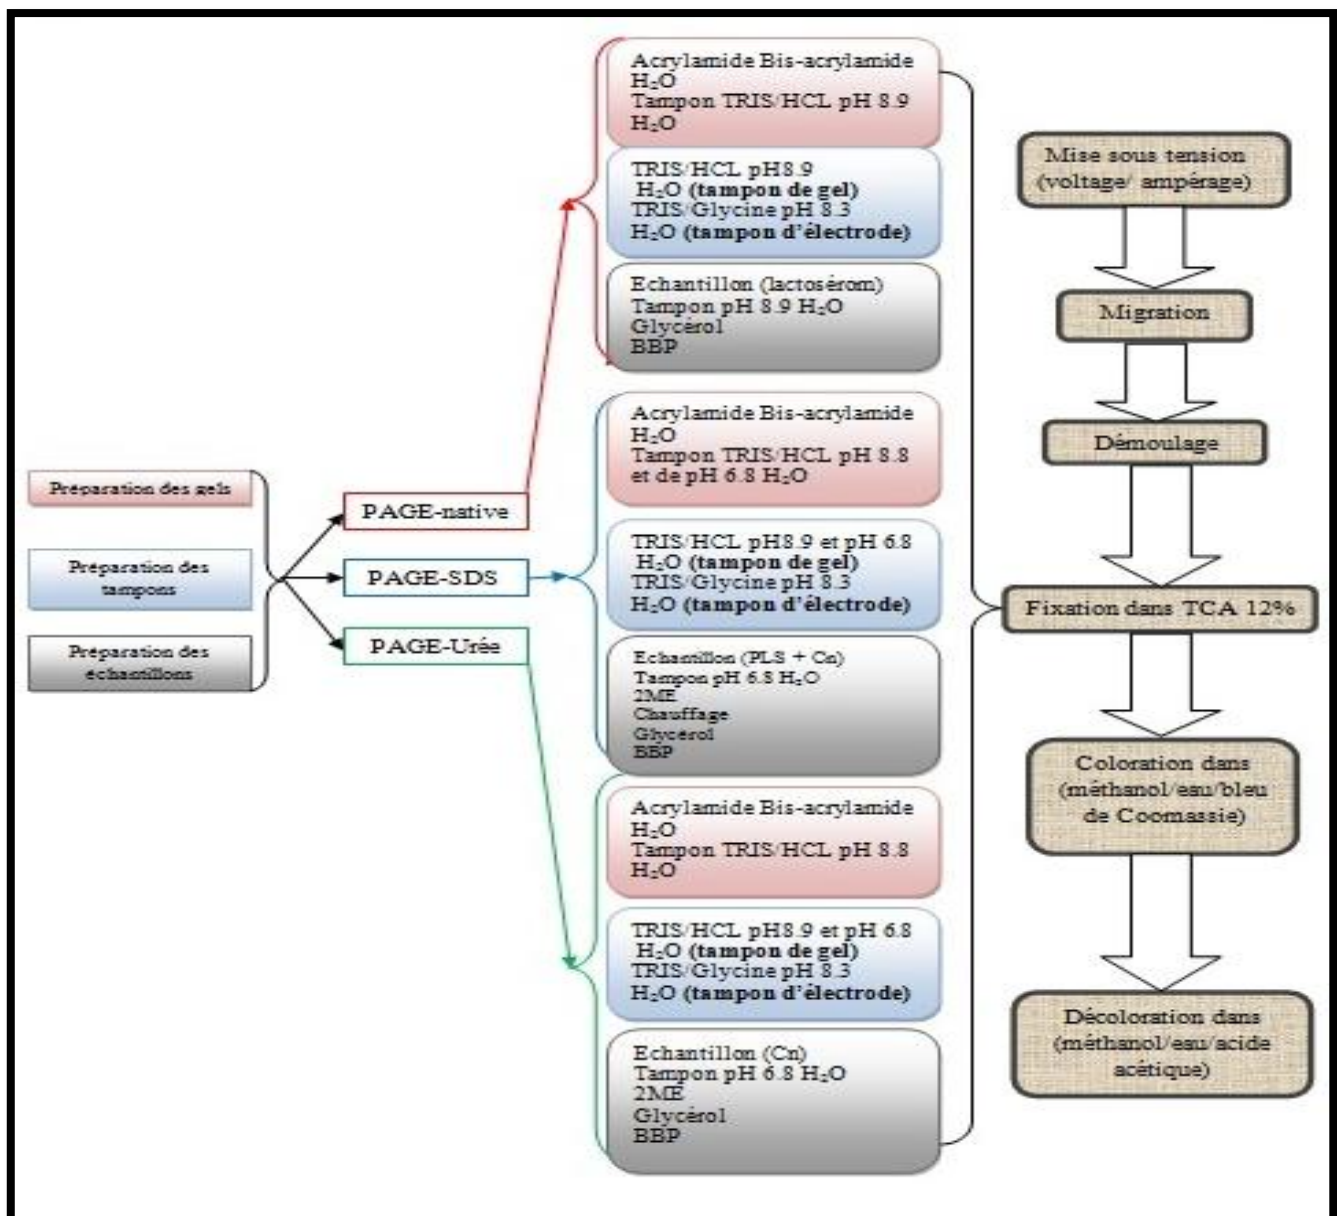 Préparation des gels
Préparation des
tampons
Préparation des
échantillons
PAGE-native
PAGE-SDS
PAGE-Urée
Acrylamide Bis-acrylamide
H₂O
Tampon TRIS/HCL pH 8.9
H₂O
TRIS/HCL pH8.9
H₂O (tampon de gel)
TRIS/Glycine pH 8.3
H₂O (tampon d’électrode)
Echantillon (lactosérom)
Tampon pH 8.9 H₂O
Glycérol
BBP
Acrylamide Bis-acrylamide
H₂O
Tampon TRIS/HCL pH 8.8
et de pH 6.8 H₂O
TRIS/HCL pH8.9 et pH 6.8
H₂O (tampon de gel)
TRIS/Glycine pH 8.3
H₂O (tampon d’électrode)
Echantillon (PLS + Cn)
Tampon pH 6.8 H₂O
2ME
Chauffage
Glycérol
BBP
Acrylamide Bis-acrylamide
H₂O
Tampon TRIS/HCL pH 8.8
H₂O
TRIS/HCL pH8.9 et pH 6.8
H₂O (tampon de gel)
TRIS/Glycine pH 8.3
H₂O (tampon d’électrode)
Echantillon (Cn)
Tampon pH 6.8 H₂O
2ME
Glycérol
BBP
Mise sous tension
(voltage/ ampérage)
Migration
Démoulage
Fixation dans TCA 12%
Coloration dans
(méthanol/eau/bleu
de Coomassie)
Décoloration dans
(méthanol/eau/acide
acétique)